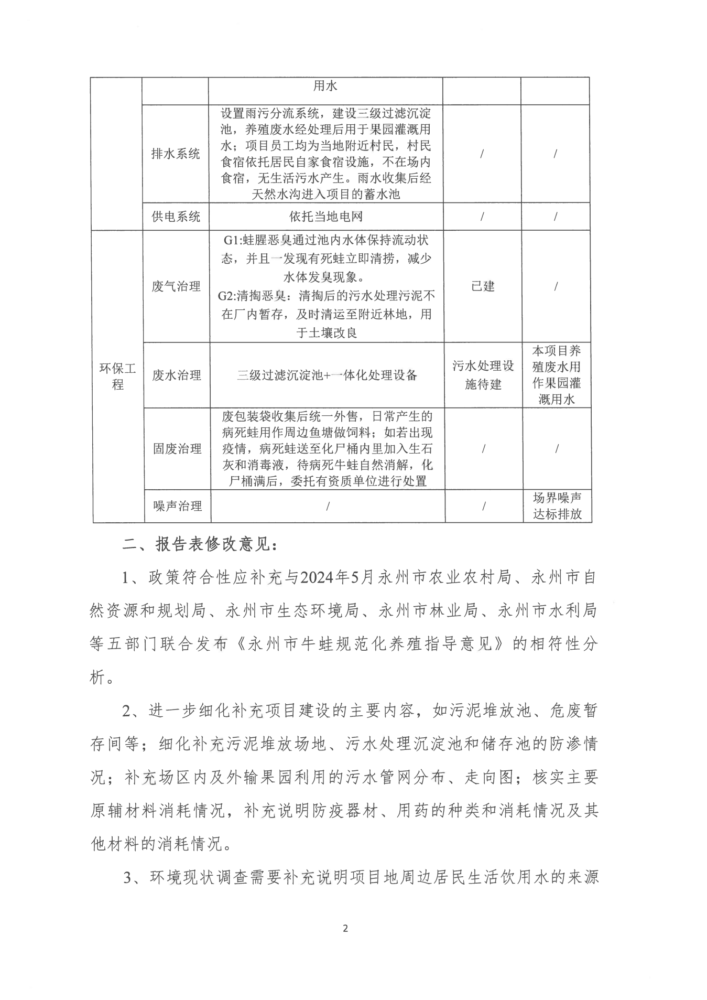 用水
排水系统
设置雨污分流系统，建设三级过滤沉淀
池，养殖废水经处理后用于果园灌溉用
水；项目员工均为当地附近村民，村民
食宿依托居民自家食宿设施，不在场内
食宿，无生活污水产生。雨水收集后经
天然水沟进入项目的蓄水池
/
/
供电系统
依托当地电网
/
/
环保工
程
废气治理
G1:蛙腥恶臭通过池内水体保持流动状
态，并且一发现有死蛙立即清捞，减少
水体发臭现象。
G2:清掏恶臭：清掏后的污水处理污泥不
在厂内暂存，及时清运至附近林地，用
于土壤改良
已建
/
废水治理
三级过滤沉淀池+一体化处理设备
污水处理设
施待建
本项目养
殖废水用
作果园灌
溉用水
固废治理
废包装袋收集后统一外售，日常产生的
病死蛙用作周边鱼塘做饲料；如若出现
疫情，病死蛙送至化尸桶内里加入生石
灰和消毒液，待病死牛蛙自然消解，化
尸桶满后，委托有资质单位进行处置
/
/
噪声治理
/
/
场界噪声
达标排放
二、报告表修改意见：
1、政策符合性应补充与2024年5月永州市农业农村局、永州市自
然资源和规划局、永州市生态环境局、永州市林业局、永州市水利局
等五部门联合发布《永州市牛蛙规范化养殖指导意见》的相符性分
析。
2、进一步细化补充项目建设的主要内容，如污泥堆放池、危废暂
存间等；细化补充污泥堆放场地、污水处理沉淀池和储存池的防渗情
况；补充场区内及外输果园利用的污水管网分布、走向图；核实主要
原辅材料消耗情况，补充说明防疫器材、用药的种类和消耗情况及其
他材料的消耗情况。
3、环境现状调查需要补充说明项目地周边居民生活饮用水的来源
2